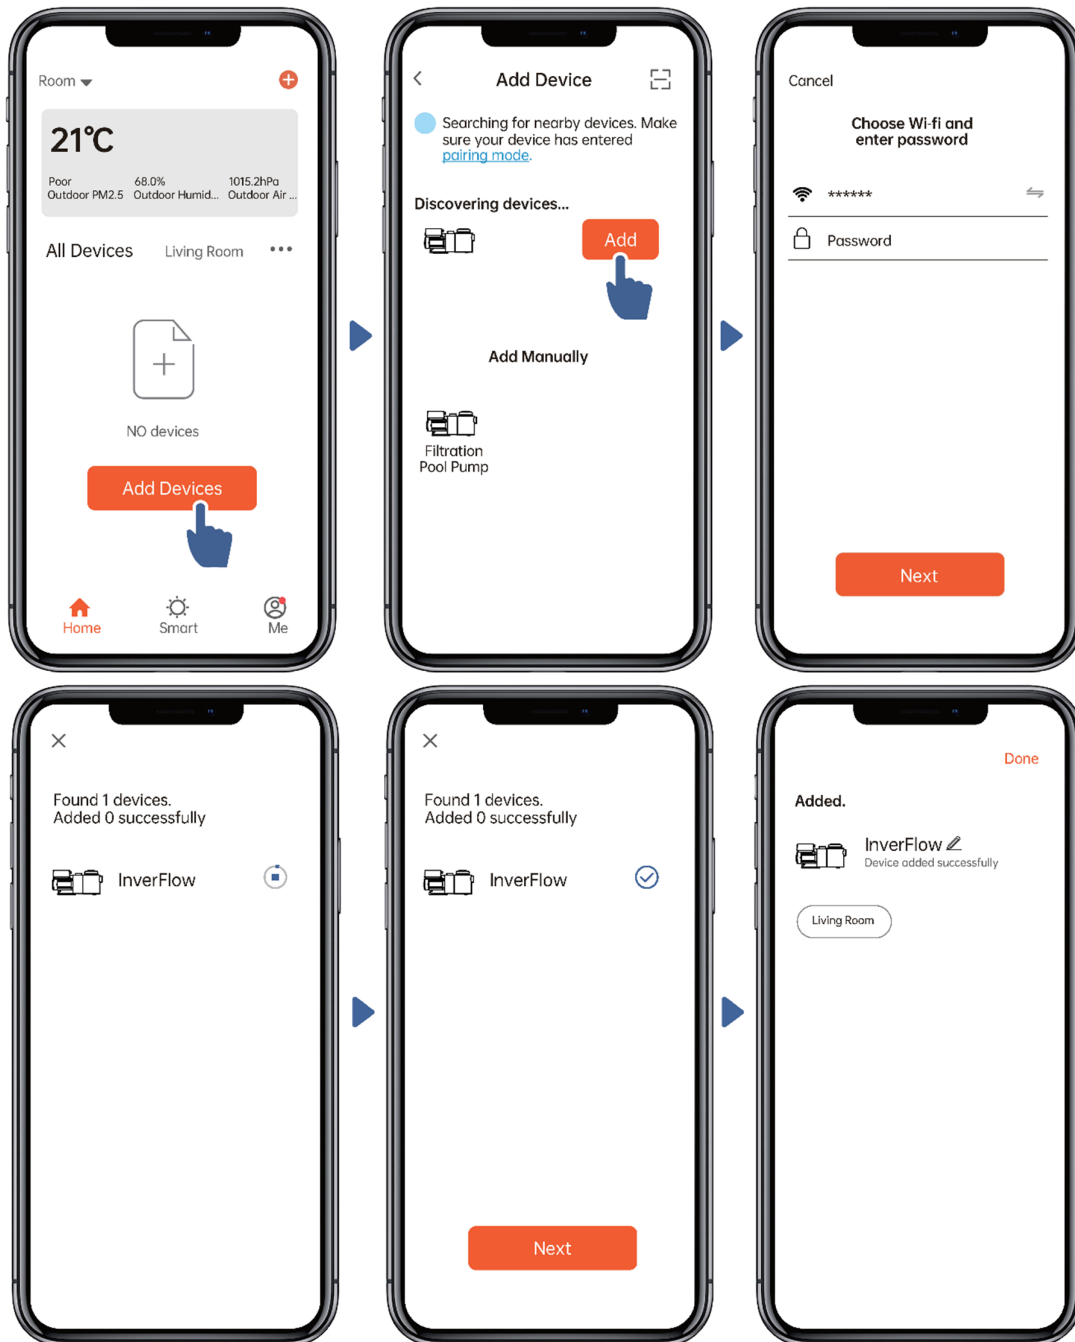 Room
21℃
Poor
Outdoor PM2.5
68.0%
Outdoor Humid...
1015.2hPa
Outdoor Air ...
All Devices
Living Room
NO devices
Add Devices
Home
Smart
Me
Add Device
Searching for nearby devices. Make
sure your device has entered
pairing mode.
Discovering devices...
Add
Add Manually
Filtration
Pool Pump
Cancel
Choose Wi-fi and
enter password
******
Password
Next
Found 1 devices.
Added 0 successfully
InverFlow
Found 1 devices.
Added 0 successfully
InverFlow
Next
Done
Added.
InverFlow
Device added successfully
Living Room